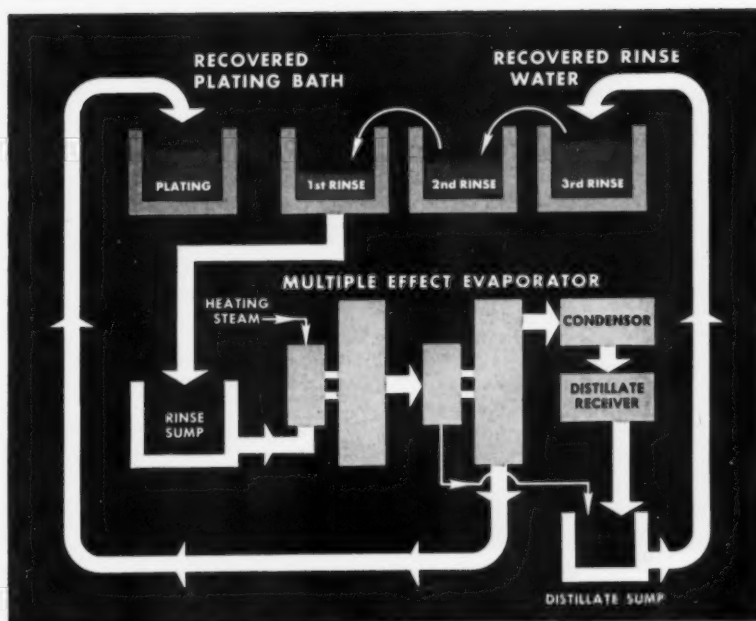 RECOVERED
PLATING BATH
RECOVERED RINSE
WATER
PLATING
1st RINSE
2nd RINSE
3rd RINSE
MULTIPLE EFFECT EVAPORATOR
HEATING
STEAM
CONDENSOR
DISTILLATE
RECEIVER
RINSE
SUMP
DISTILLATE SUMP